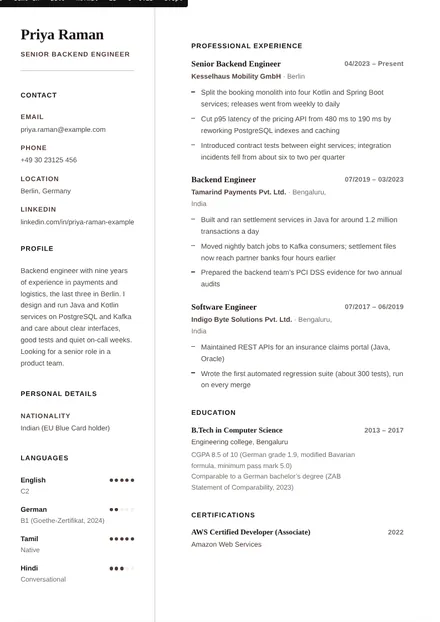 Priya Raman
SENIOR BACKEND ENGINEER
CONTACT
EMAIL
priya.raman@example.com
PHONE
+49 30 23125 456
LOCATION
Berlin, Germany
LINKEDIN
linkedin.com/in/priya-raman-example
PROFILE
Backend engineer with nine years
of experience in payments and
logistics, the last three in Berlin. I
design and run Java and Kotlin
services on PostgreSQL and Kafka
and care about clear interfaces,
good tests and quiet on-call weeks.
Looking for a senior role in a
product team.
PERSONAL DETAILS
NATIONALITY
Indian (EU Blue Card holder)
LANGUAGES
English
C2
German
B1 (Goethe-Zertifikat, 2024)
Tamil
Native
Hindi
Conversational
PROFESSIONAL EXPERIENCE
Senior Backend Engineer 04/2023 – Present
Kesselhaus Mobility GmbH · Berlin
– Split the booking monolith into four Kotlin and Spring Boot
services; releases went from weekly to daily
– Cut p95 latency of the pricing API from 480 ms to 190 ms by
reworking PostgreSQL indexes and caching
– Introduced contract tests between eight services; integration
incidents fell from about six to two per quarter
Backend Engineer 07/2019 – 03/2023
Tamarind Payments Pvt. Ltd. · Bengaluru,
India
– Built and ran settlement services in Java for around 1.2 million
transactions a day
– Moved nightly batch jobs to Kafka consumers; settlement files
now reach partner banks four hours earlier
– Prepared the backend team's PCI DSS evidence for two annual
audits
Software Engineer 07/2017 – 06/2019
Indigo Byte Solutions Pvt. Ltd. · Bengaluru,
India
– Maintained REST APIs for an insurance claims portal (Java,
Oracle)
– Wrote the first automated regression suite (about 300 tests), run
on every merge
EDUCATION
B.Tech in Computer Science 2013 – 2017
Engineering college, Bengaluru
CGPA 8.5 of 10 (German grade 1.9, modified Bavarian
formula, minimum pass mark 5.0)
Comparable to a German bachelor's degree (ZAB
Statement of Comparability, 2023)
CERTIFICATIONS
AWS Certified Developer (Associate) 2022
Amazon Web Services